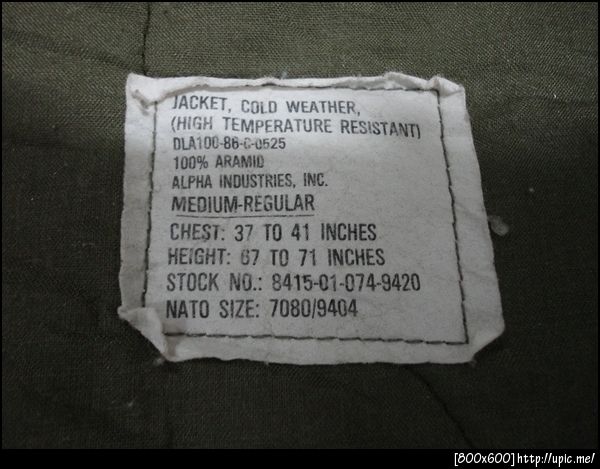 JACKET, COLD WEATHER,
(HIGH TEMPERATURE RESISTANT)
DLA100-86-C-0525
100% ARAMID
ALPHA INDUSTRIES, INC.
MEDIUM-REGULAR
CHEST: 37 TO 41 INCHES
HEIGHT: 67 TO 71 INCHES
STOCK NO.: 8415-01-074-9420
NATO SIZE: 7080/9404
[800x600]http://upic.me/